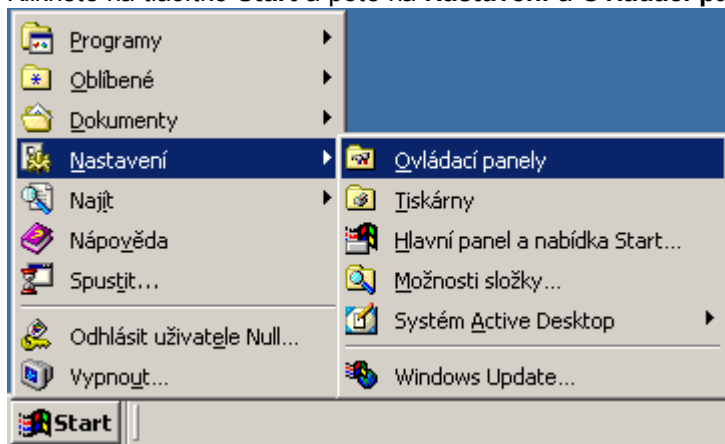 Klikněte na tlačítko Start a poté na Nastavení a Ovládací
Programy
Oblíbené
Dokumenty
Nastavení
Najít
Nápověda
Spustit...
Odhlásit uživatele Null...
Vypnout...
Ovládací panely
Tiskárny
Hlavní panel a nabídka Start...
Možnosti složky...
Systém Active Desktop
Windows Update...
Start